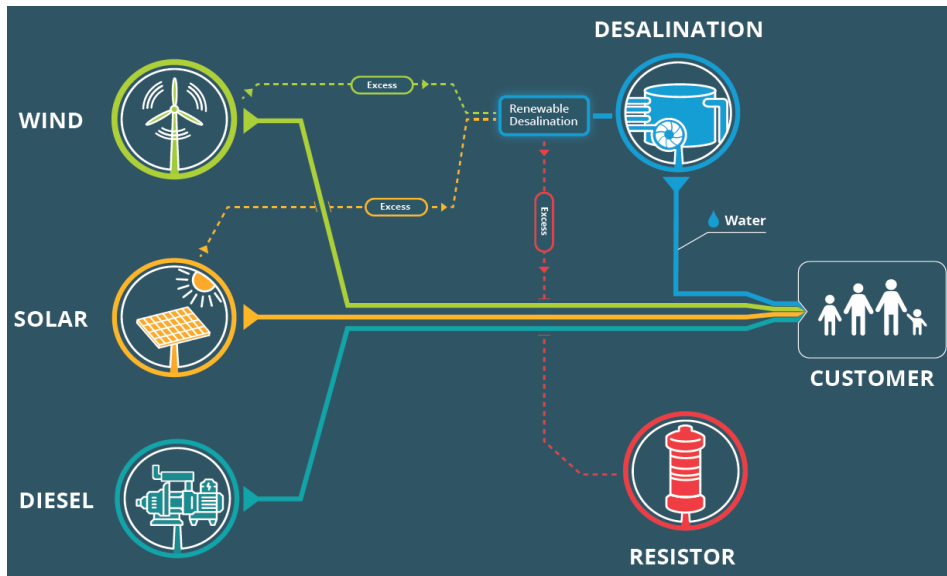 DESALINATION
WIND
Excess
Renewable
Desalination
Excess
Excess
Water
SOLAR
CUSTOMER
DIESEL
RESISTOR